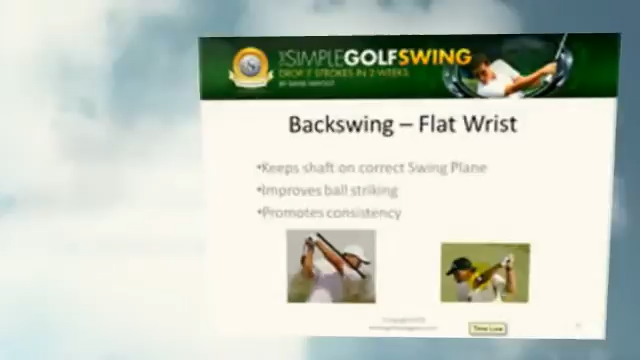 THE SIMPLEGOLFSWING
DROP 7 STROKES IN 2 WEEKS
Backswing – Flat Wrist
•Keeps shaft on correct Swing Plane
•Improves ball striking
•Promotes consistency